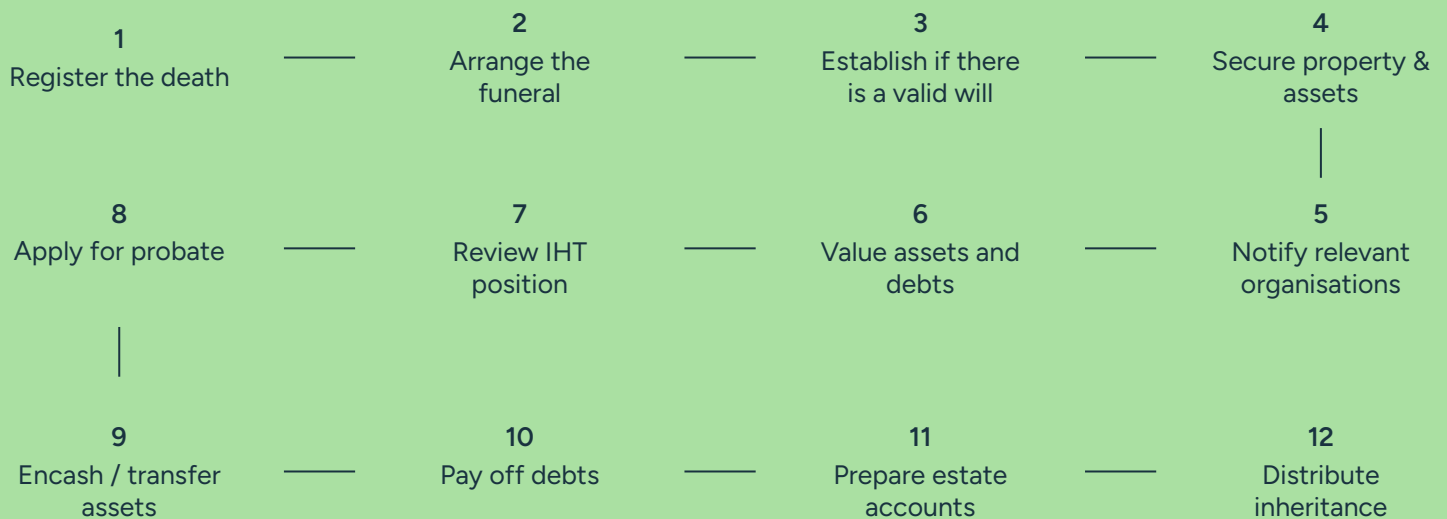 1
Register the death
2
Arrange the
funeral
3
Establish if there
is a valid will
4
Secure property &
assets
5
Notify relevant
organisations
6
Value assets and
debts
7
Review IHT
position
8
Apply for probate
9
Encash / transfer
assets
10
Pay off debts
11
Prepare estate
accounts
12
Distribute
inheritance